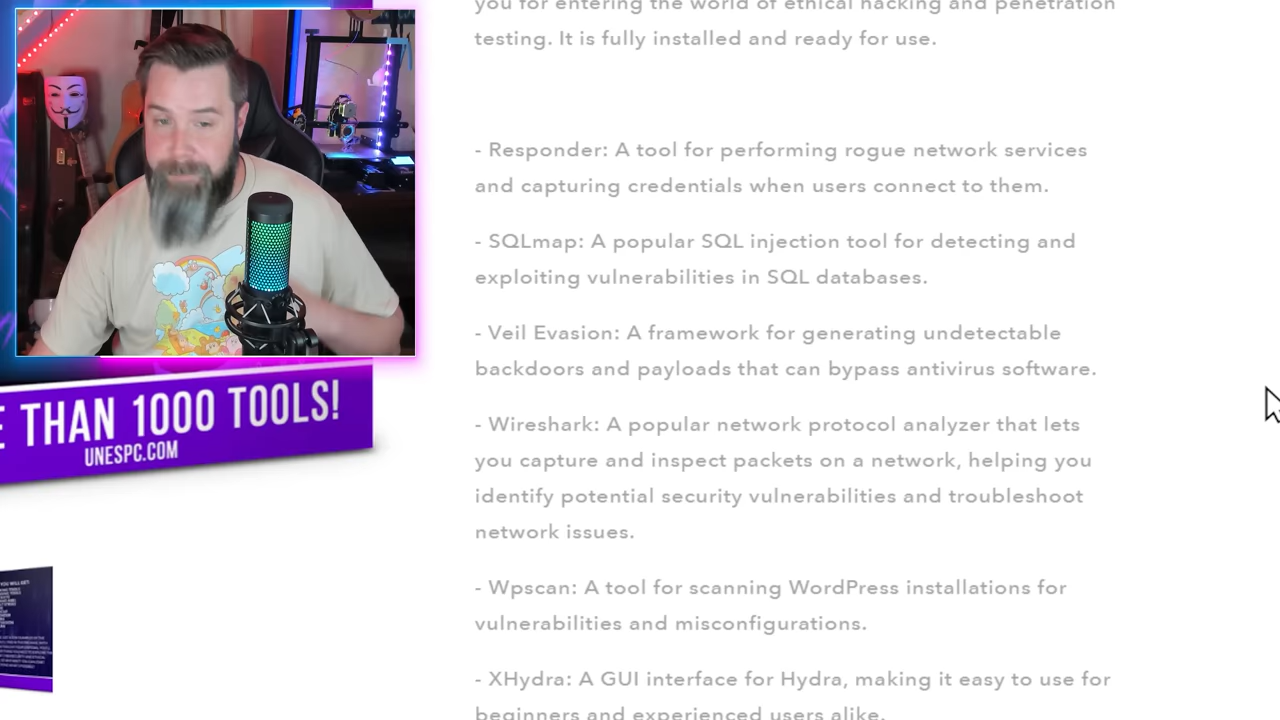 you for entering the world of ethical hacking and penetration
testing. It is fully installed and ready for use.
- Responder: A tool for performing rogue network services
and capturing credentials when users connect to them.
- SQLmap: A popular SQL injection tool for detecting and
exploiting vulnerabilities in SQL databases.
- Veil Evasion: A framework for generating undetectable
backdoors and payloads that can bypass antivirus software.
- Wireshark: A popular network protocol analyzer that lets
you capture and inspect packets on a network, helping you
identify potential security vulnerabilities and troubleshoot
network issues.
- Wpscan: A tool for scanning WordPress installations for
vulnerabilities and misconfigurations.
- XHydra: A GUI interface for Hydra, making it easy to use for
beginners and experienced users alike.
E THAN 1000 TOOLS!
UNESPC.COM